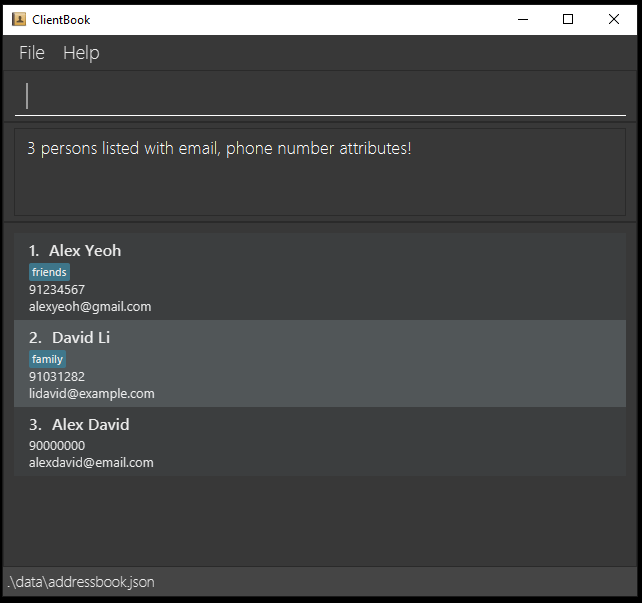 ClientBook
File Help
3 persons listed with email, phone number attributes!
1. Alex Yeoh
friends
91234567
alexyeoh@gmail.com
2. David Li
family
91031282
lidavid@example.com
3. Alex David
90000000
alexdavid@email.com
.\data\addressbook.json